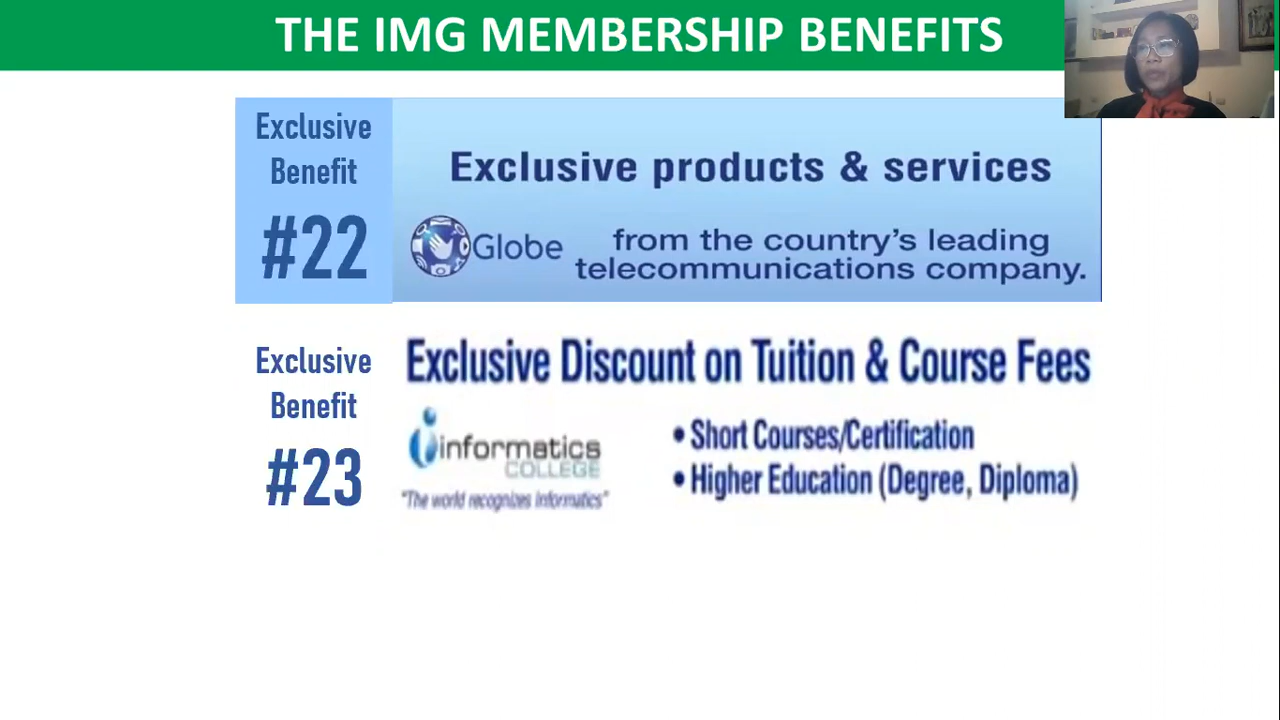 THE IMG MEMBERSHIP BENEFITS
Exclusive
Benefit
#22
Exclusive products & services
Globe
from the country's leading
telecommunications company.
Exclusive
Benefit
#23
Exclusive Discount on Tuition & Course Fees
informatics
COLLEGE
"The world recognizes Informatics"
• Short Courses/Certification
• Higher Education (Degree, Diploma)